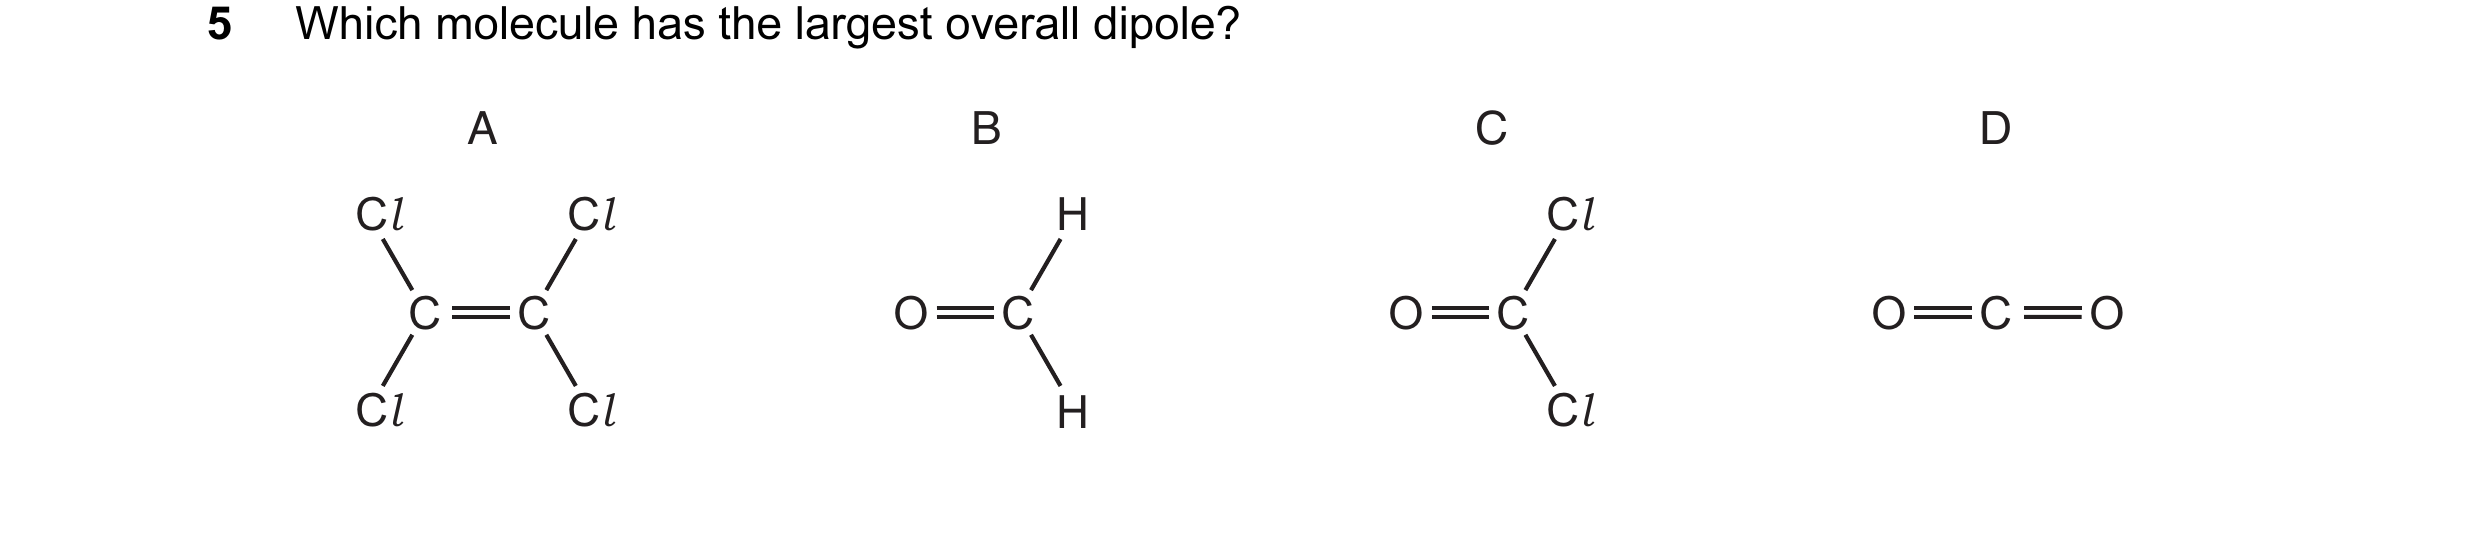 5 Which molecule has the largest overall dipole?
A B C D
Cl Cl H Cl
C=C O=C O=C O=C=O
Cl Cl H Cl